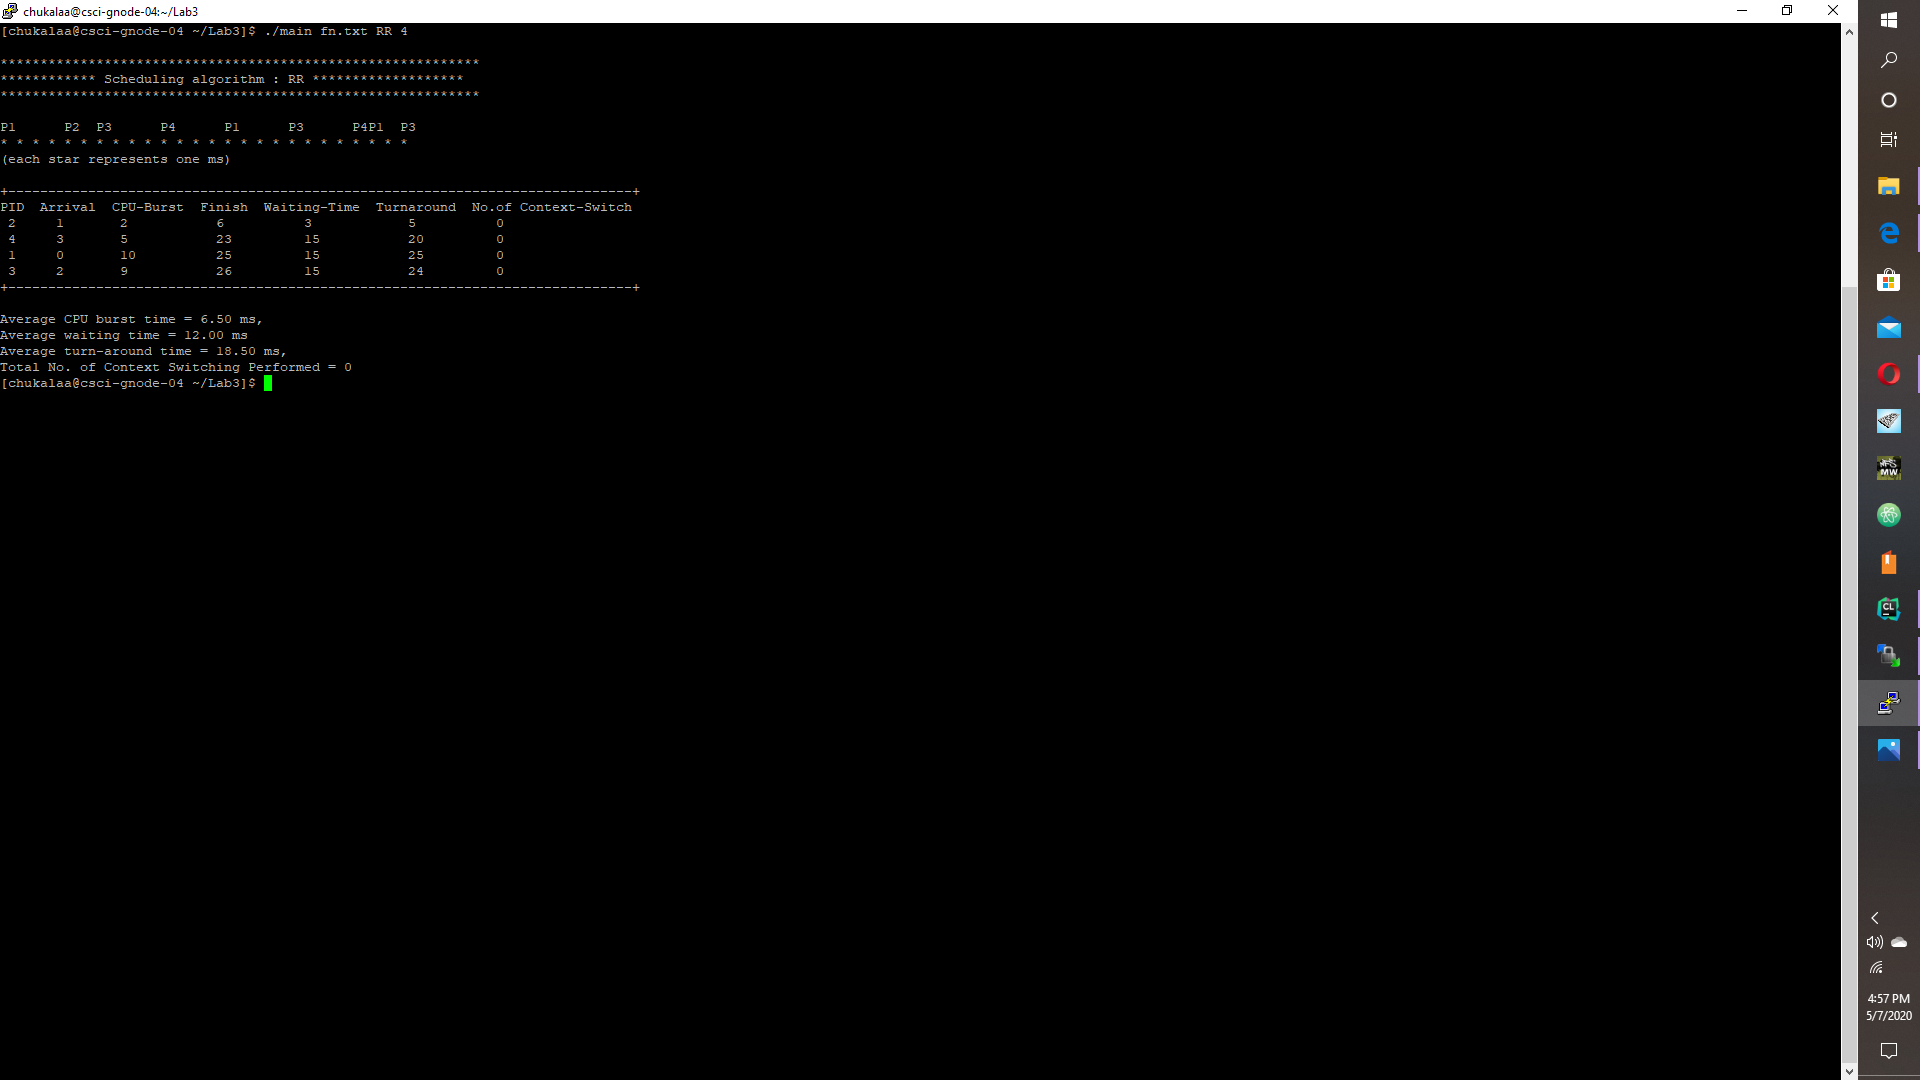 chukalaa@csci-gnode-04:~/Lab3
[chukalaa@csci-gnode-04 ~/Lab3]$ ./main fn.txt RR 4
************************************************************
************ Scheduling algorithm : RR *******************
************************************************************
P1      P2  P3      P4      P1      P3      P4P1  P3
* * * * * * * * * * * * * * * * * * * * * * * * * *
(each star represents one ms)
+------------------------------------------------------------------------------+
PID  Arrival  CPU-Burst  Finish  Waiting-Time  Turnaround  No.of Context-Switch
 2     1       2           6          3            5          0
 4     3       5           23         15           20         0
 1     0       10          25         15           25         0
 3     2       9           26         15           24         0
+------------------------------------------------------------------------------+
Average CPU burst time = 6.50 ms,
Average waiting time = 12.00 ms
Average turn-around time = 18.50 ms,
Total No. of Context Switching Performed = 0
[chukalaa@csci-gnode-04 ~/Lab3]$
MW
CL
4:57 PM
5/7/2020